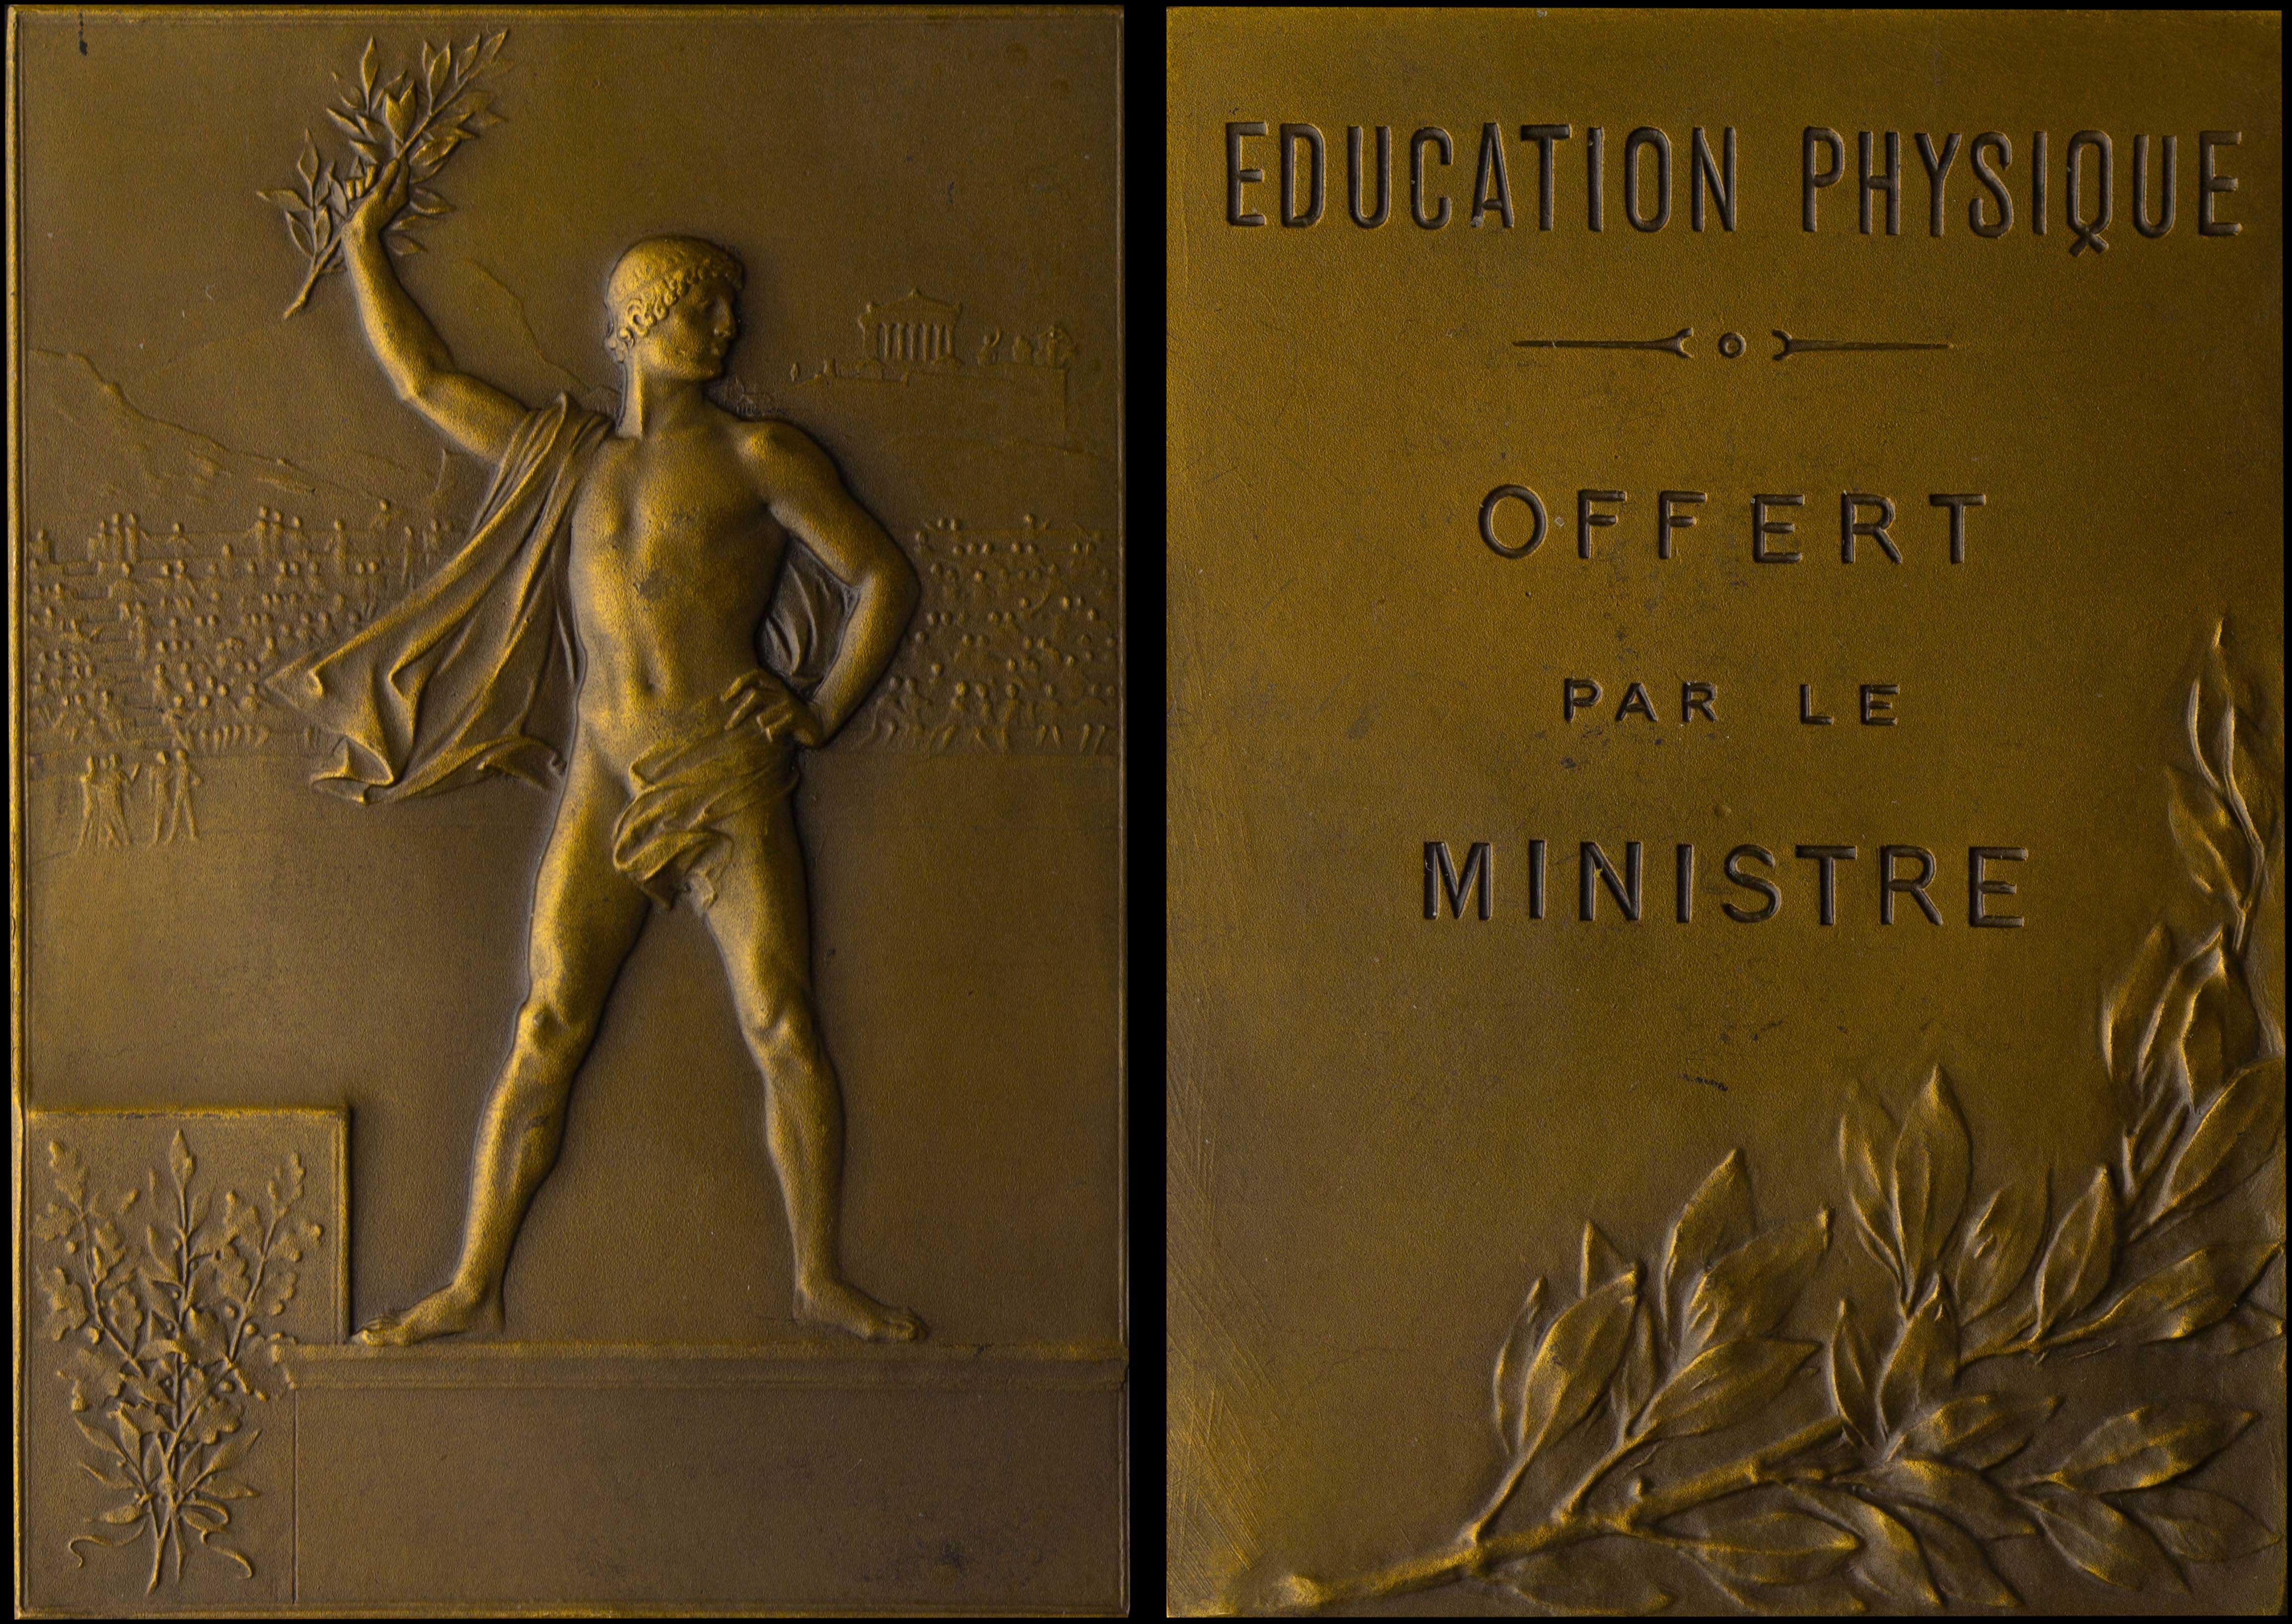 EDUCATION PHYSIQUE
OFFERT
PAR LE
MINISTRE